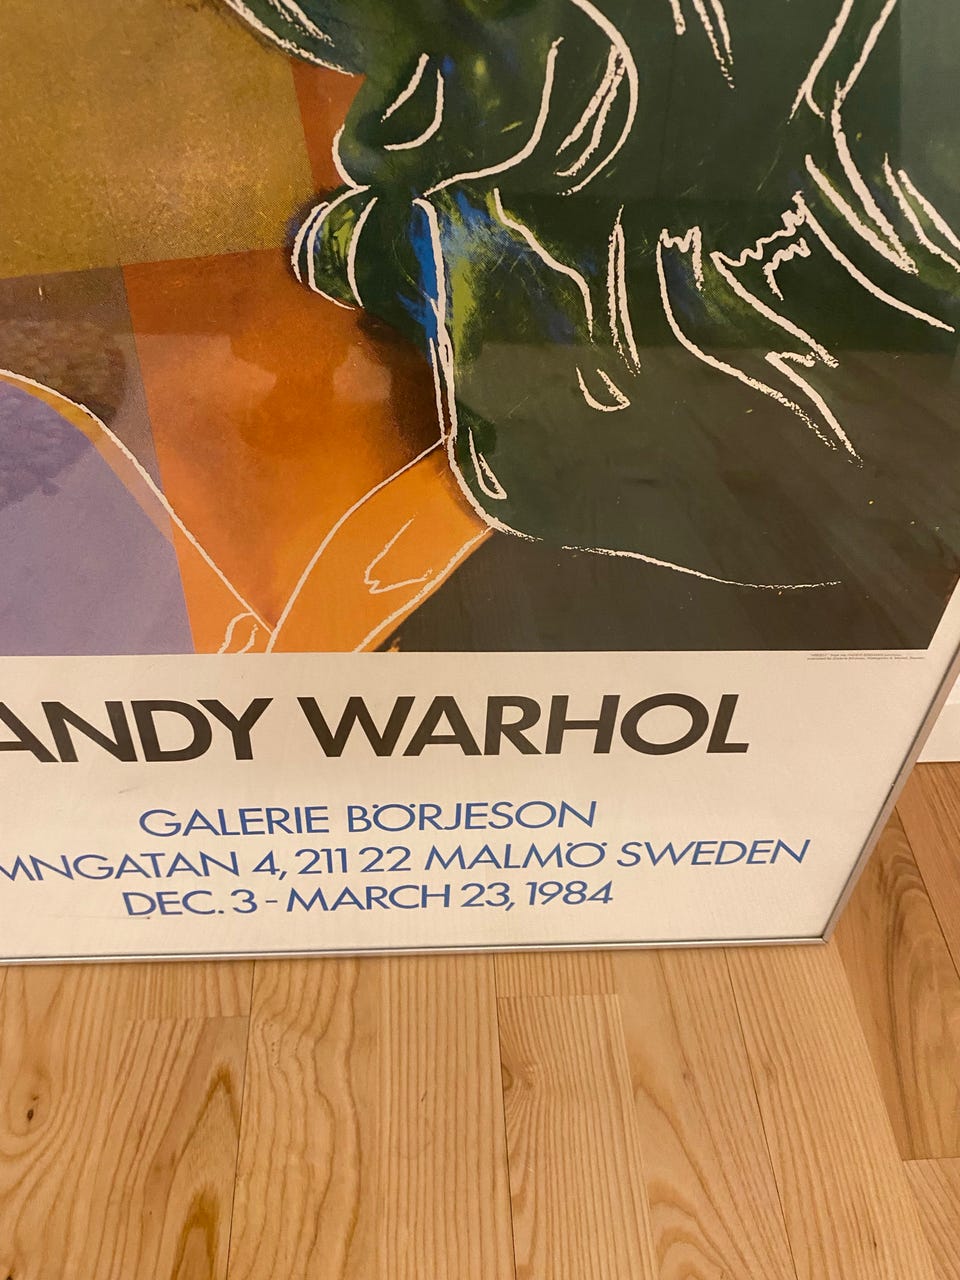 ANDY WARHOL
GALERIE BÖRJESON
MNGATAN 4, 211 22 MALMÖ SWEDEN
DEC. 3 - MARCH 23, 1984